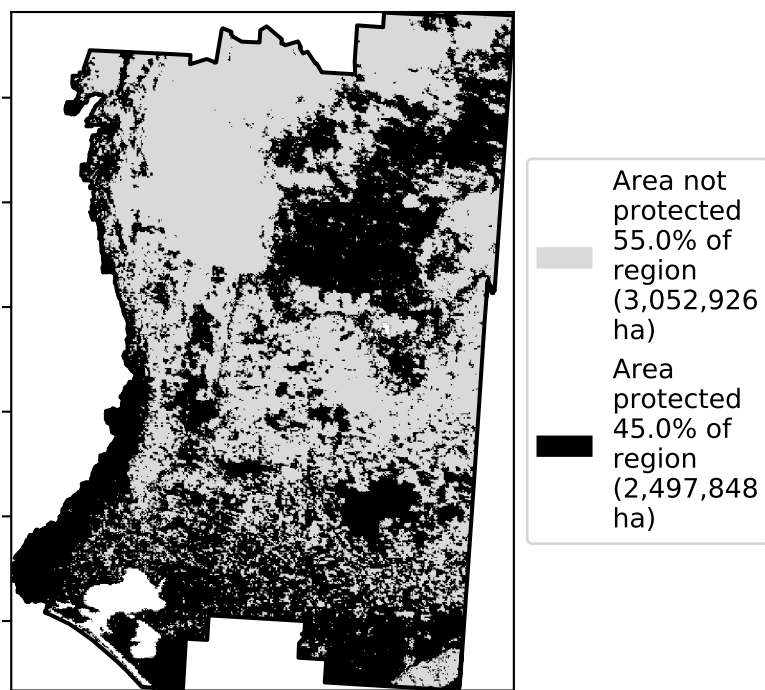 Area not
protected
55.0% of
region
(3,052,926
ha)
Area
protected
45.0% of
region
(2,497,848
ha)